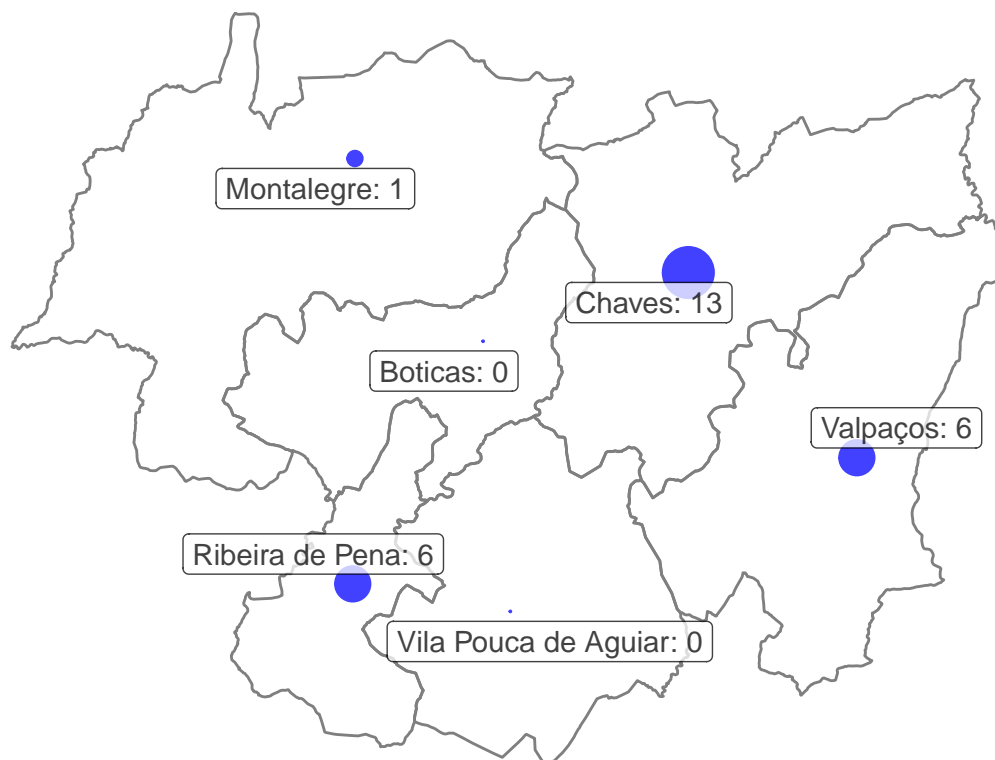 Montalegre: 1
Chaves: 13
Boticas: 0
Valpaços: 6
Ribeira de Pena: 6
Vila Pouca de Aguiar: 0